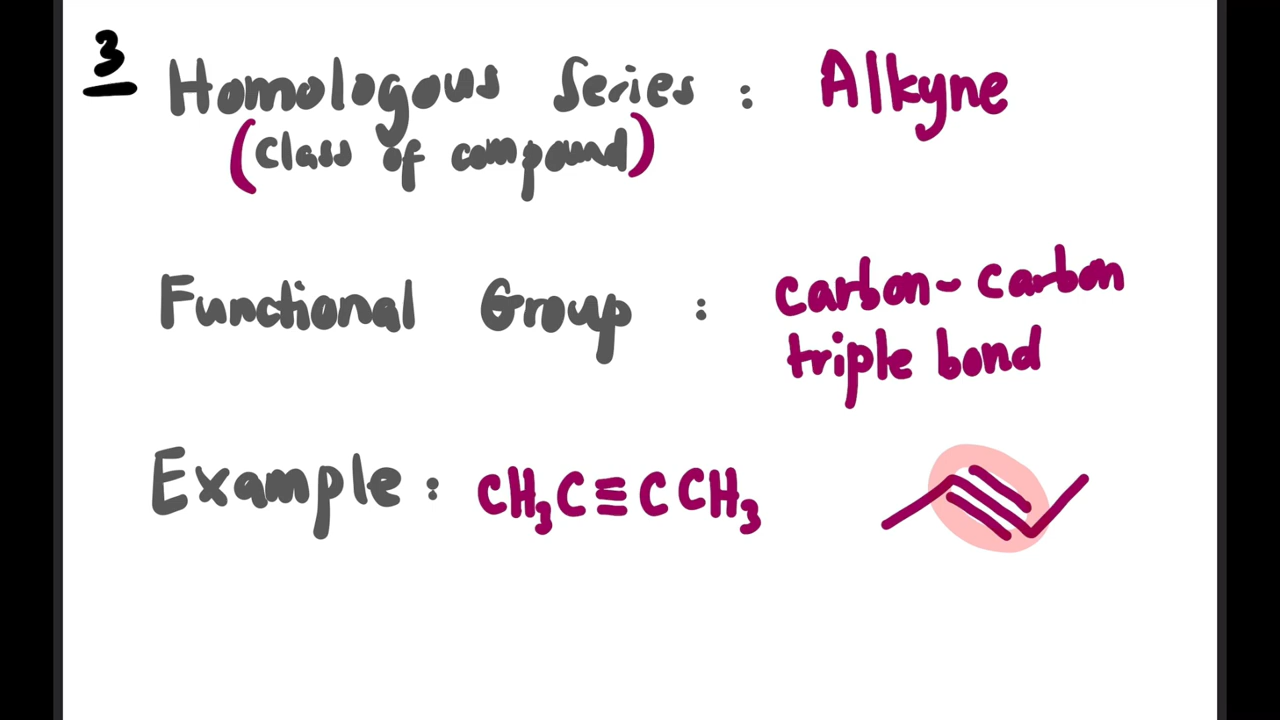 3
Homologous Series : Alkyne
(class of compound)
Functional Group : carbon-carbon
triple bond
Example : CH₃C≡CCH₃